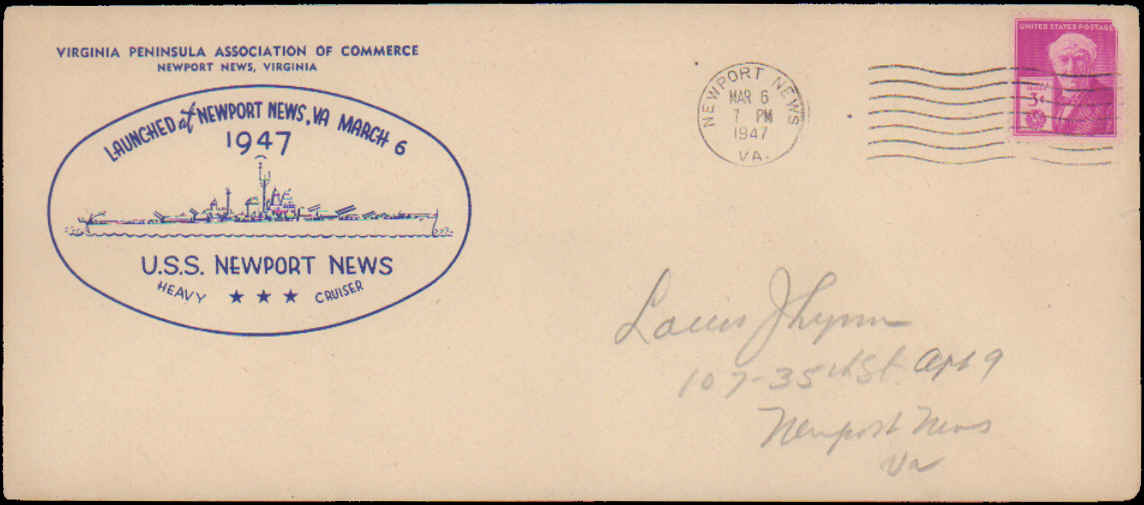 VIRGINIA PENINSULA ASSOCIATION OF COMMERCE
NEWPORT NEWS, VIRGINIA
LAUNCHED at NEWPORT NEWS, VA MARCH 6
1947
U.S.S. NEWPORT NEWS
HEAVY ★ ★ ★ CRUISER
NEWPORT NEWS
MAR 6
7 PM
1947
VA.
UNITED STATES POSTAGE
3¢
Louis J Lynn
107-35th St. Apt 9
Newport News
Va